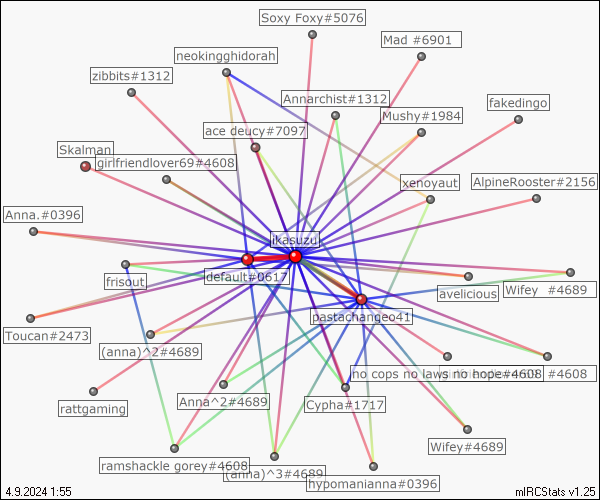 Soxy Foxy#5076
Mad #6901
neokingghidorah
zibbits#1312
Annarchist#1312
fakedingo
Mushy#1984
ace deucy#7097
Skalman
girlfriendlover69#4608
xenoyaut
AlpineRooster#2156
Anna.#0396
ikasuzu
default#0617
frisout
Wifey #4689
avelicious
pastachangeo41
Toucan#2473
(anna)^2#4689
no cops no laws no hope#4608
#4608
Anna^2#4689
Cypha#1717
rattgaming
Wifey#4689
ramshackle gorey#4608
(anna)^3#4689
hypomanianna#0396
4.9.2024 1:55
mIRCStats v1.25